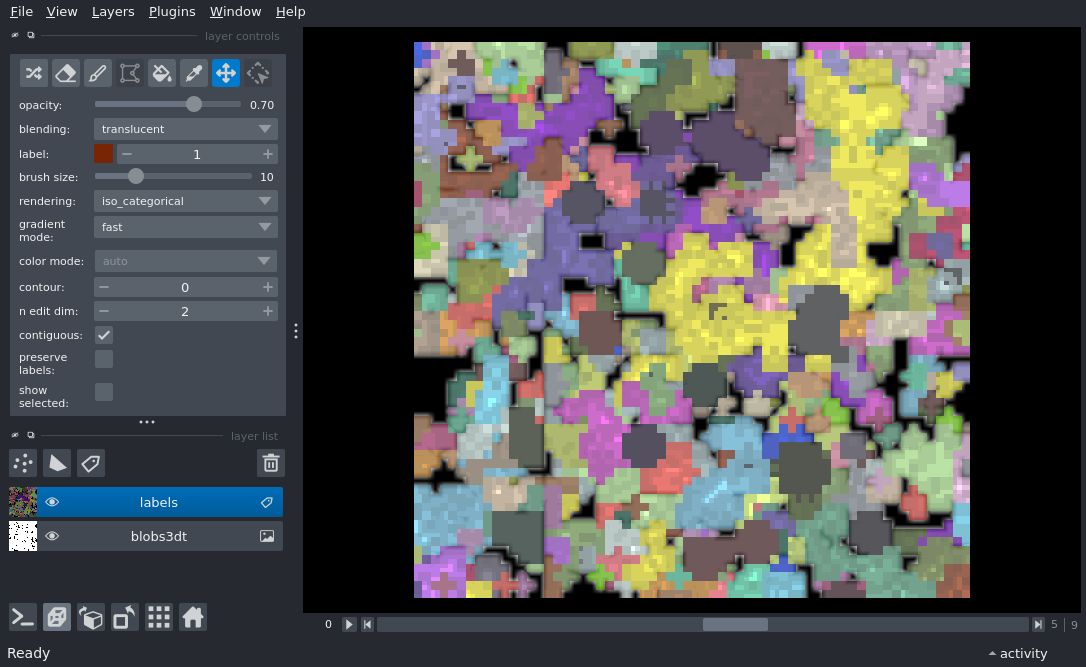 File View Layers Plugins Window Help
layer controls
opacity: 0.70
blending: translucent
label: 1
brush size: 10
rendering: iso_categorical
gradient
mode: fast
color mode: auto
contour: 0
n edit dim: 2
contiguous:
preserve
labels:
show
selected:
layer list
labels
blobs3dt
0 5 | 9
Ready activity